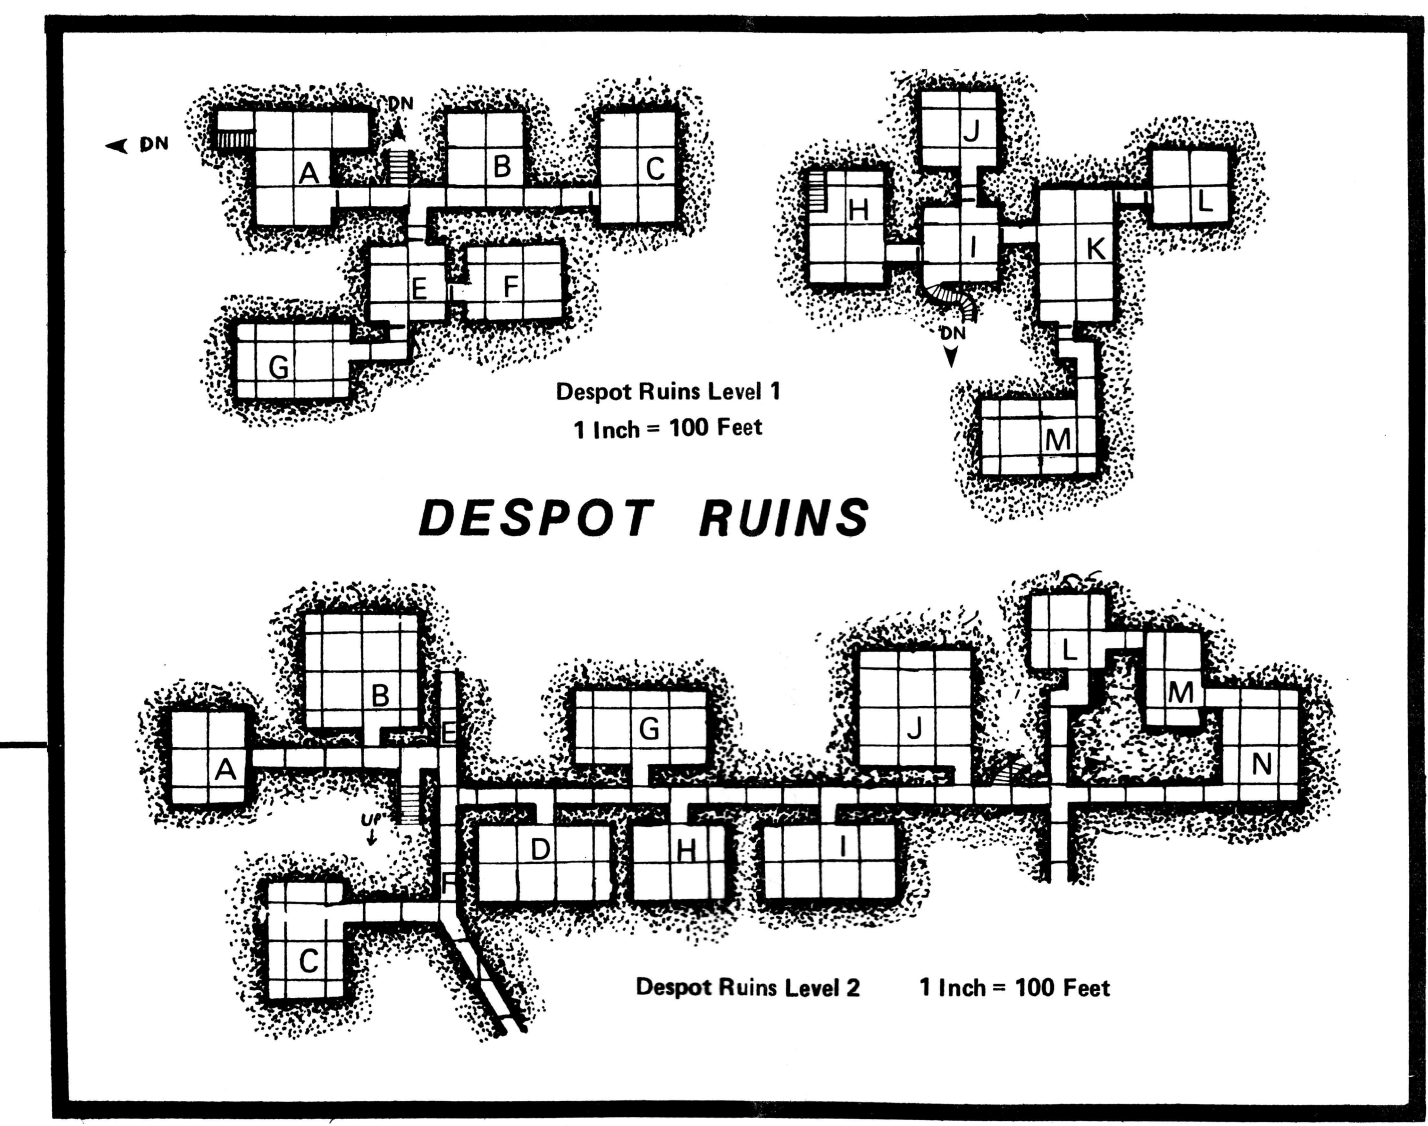 DN
DN
A
B
C
E
F
G
J
H
I
K
L
DN
M
Despot Ruins Level 1
1 Inch = 100 Feet
DESPOT RUINS
B
A
E
G
J
L
M
N
UP
D
H
I
F
C
Despot Ruins Level 2 1 Inch = 100 Feet